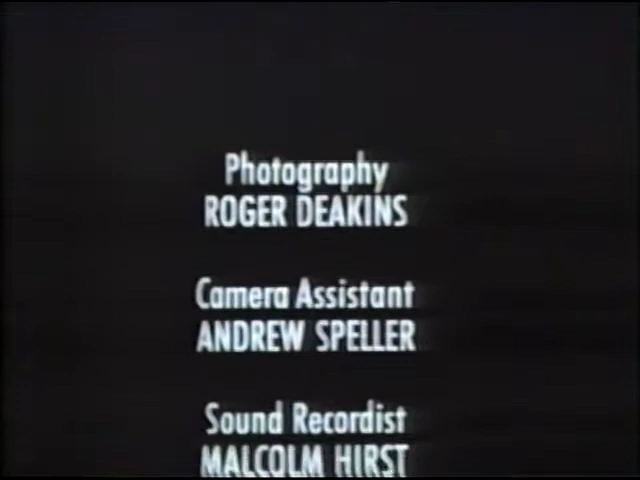 Photography
ROGER DEAKINS
Camera Assistant
ANDREW SPELLER
Sound Recordist
MALCOLM HIRST